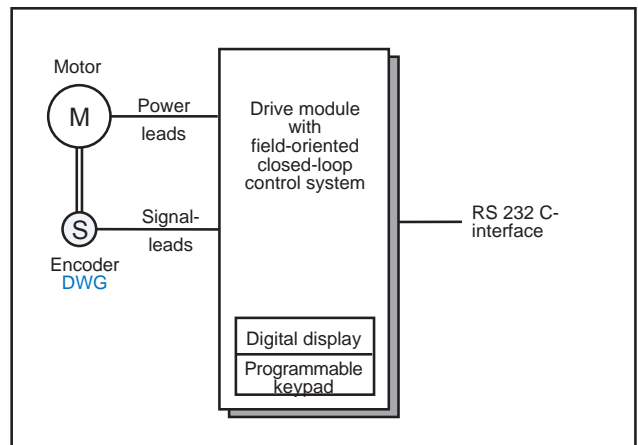 Motor
M
Power
leads
Drive module
with
field-oriented
closed-loop
control system
S
Signal-
leads
RS 232 C-
interface
Encoder
DWG
Digital display
Programmable
keypad